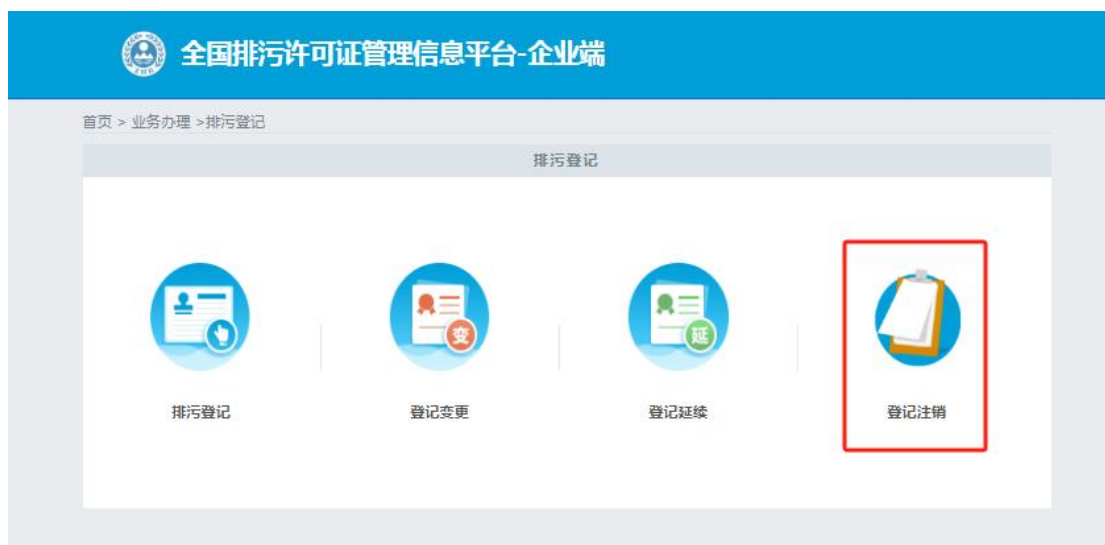 全国排污许可证管理信息平台-企业端
首页 > 业务办理 >排污登记
排污登记
变
延
排污登记
登记变更
登记延续
登记注销